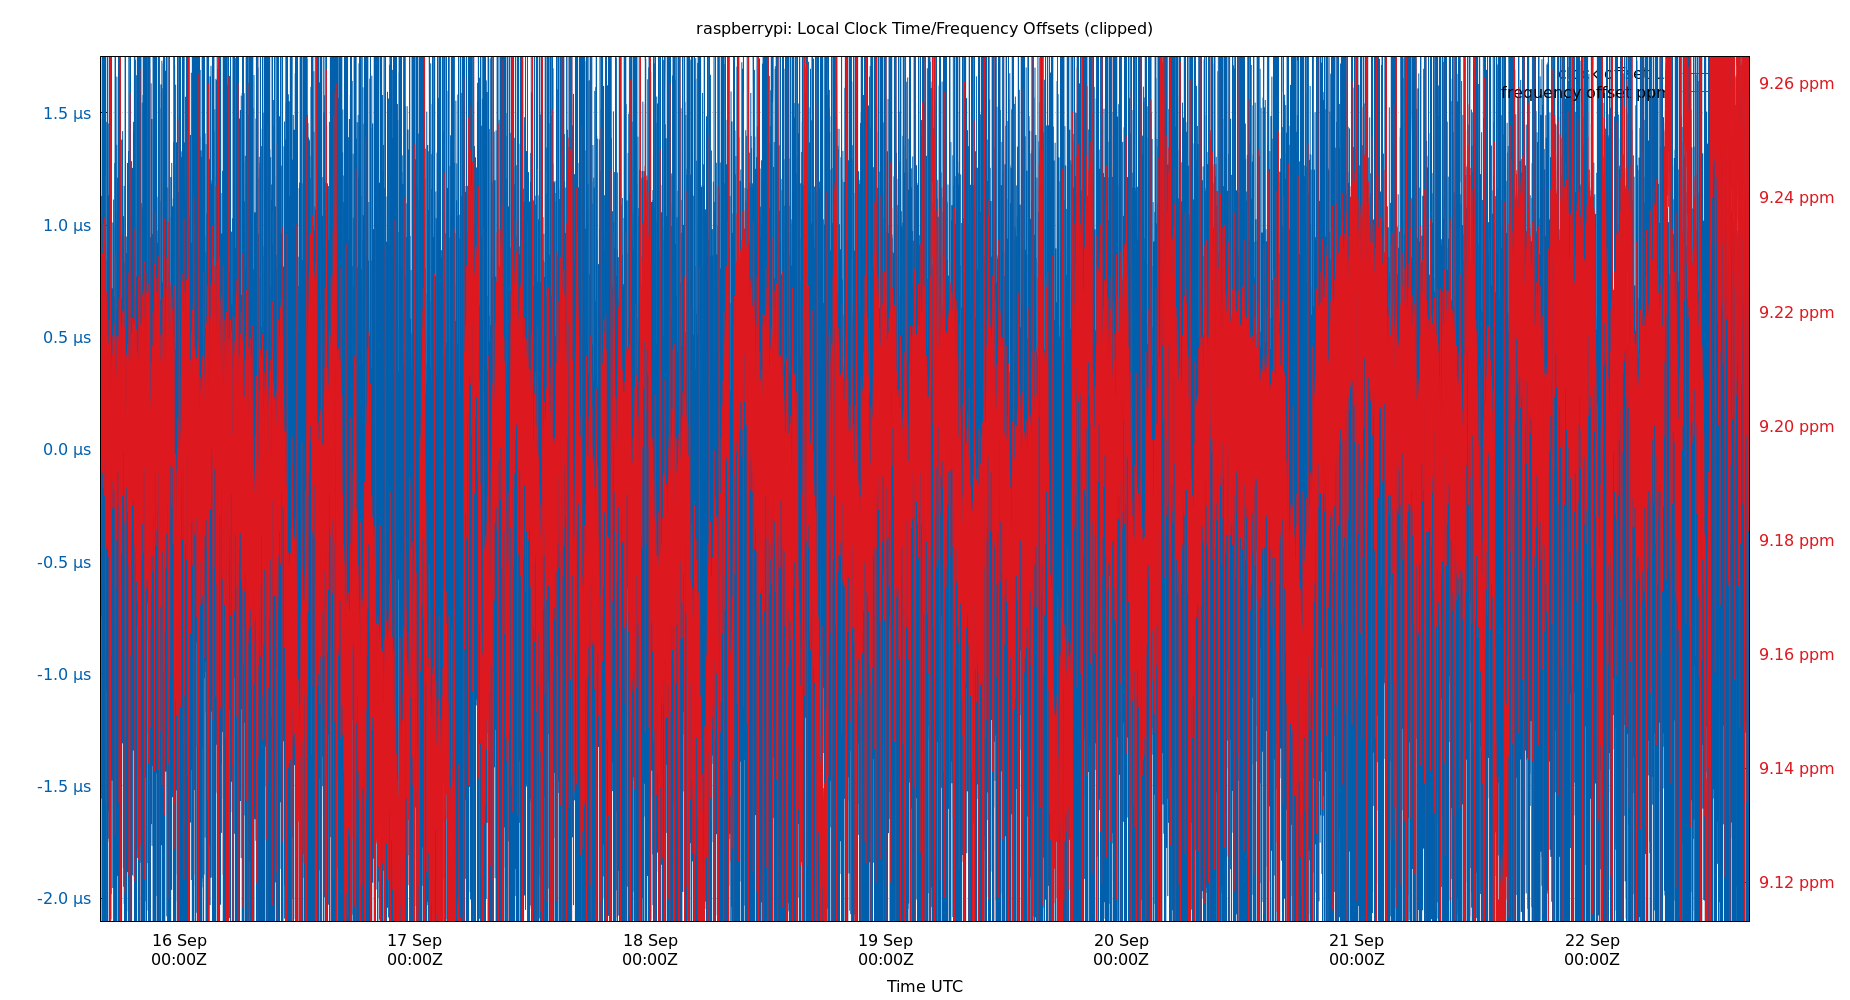 raspberrypi: Local Clock Time/Frequency Offsets (clipped)
clock offset
frequency offset ppm
1.5 µs
1.0 µs
0.5 µs
0.0 µs
-0.5 µs
-1.0 µs
-1.5 µs
-2.0 µs
9.26 ppm
9.24 ppm
9.22 ppm
9.20 ppm
9.18 ppm
9.16 ppm
9.14 ppm
9.12 ppm
16 Sep
00:00Z
17 Sep
00:00Z
18 Sep
00:00Z
19 Sep
00:00Z
20 Sep
00:00Z
21 Sep
00:00Z
22 Sep
00:00Z
Time UTC